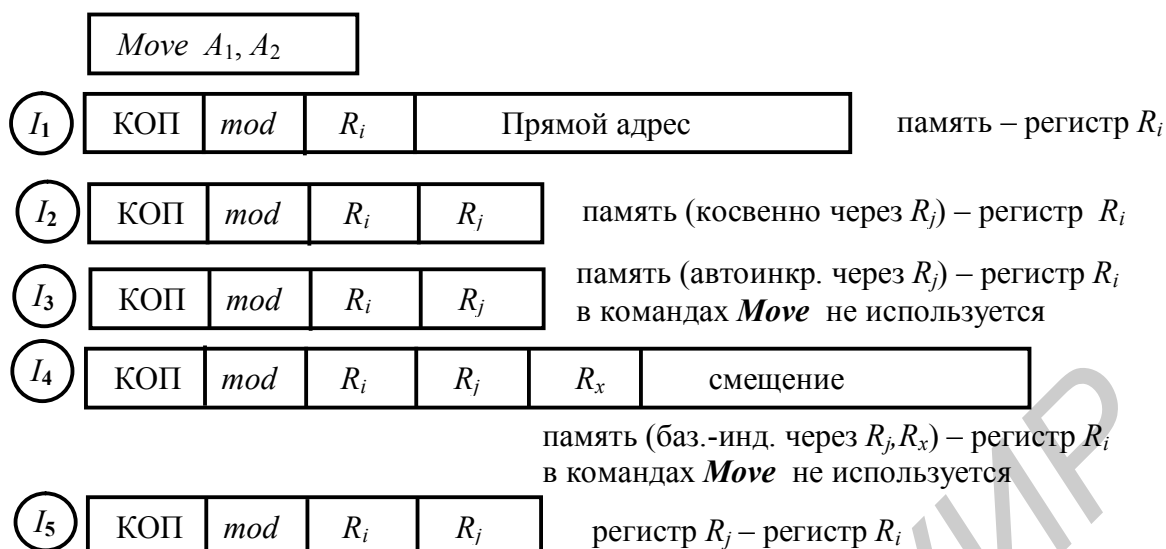 Move A₁, A₂
I₁ КОП mod Rᵢ Прямой адрес память – регистр Rᵢ
I₂ КОП mod Rᵢ Rⱼ память (косвенно через Rⱼ) – регистр Rᵢ
память (автоинкр. через Rⱼ) – регистр Rᵢ
I₃ КОП mod Rᵢ Rⱼ в командах Move не используется
I₄ КОП mod Rᵢ Rⱼ Rₓ смещение
память (баз.-инд. через Rⱼ,Rₓ) – регистр Rᵢ
в командах Move не используется
I₅ КОП mod Rᵢ Rⱼ регистр Rⱼ – регистр Rᵢ